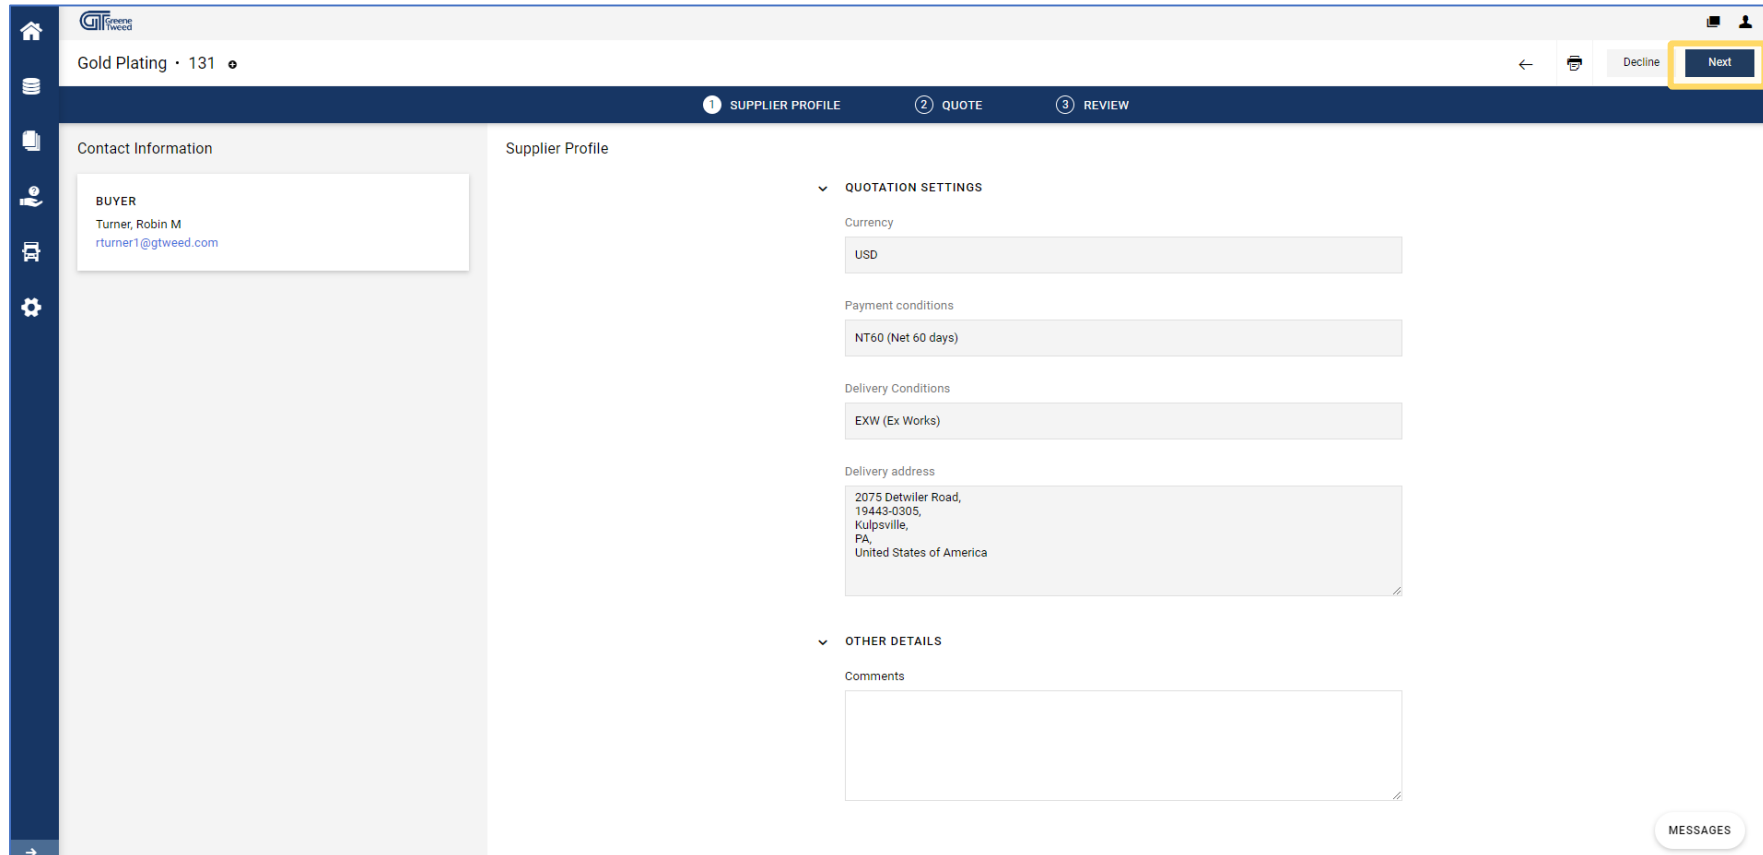 GT Greene Tweed
Gold Plating • 131
Decline
Next
1 SUPPLIER PROFILE
2 QUOTE
3 REVIEW
Contact Information
BUYER
Turner, Robin M
rturner1@gtweed.com
Supplier Profile
QUOTATION SETTINGS
Currency
USD
Payment conditions
NT60 (Net 60 days)
Delivery Conditions
EXW (Ex Works)
Delivery address
2075 Detwiler Road,
19443-0305,
Kulpsville,
PA,
United States of America
OTHER DETAILS
Comments
MESSAGES